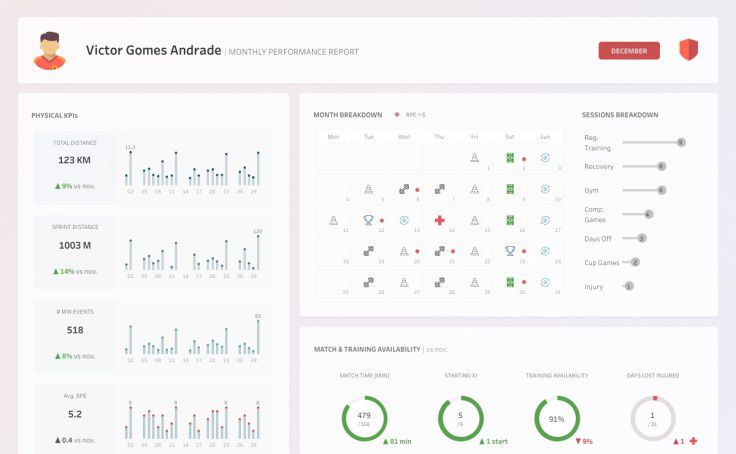 Victor Gomes Andrade | MONTHLY PERFORMANCE REPORT
DECEMBER
PHYSICAL KPIs
TOTAL DISTANCE
123 KM
9% vs nov.
11.2
02 05 08 11 14 17 20 23 26 29
SPRINT DISTANCE
1003 M
14% vs nov.
120
02 05 08 11 14 17 20 23 26 29
# MW EVENTS
518
8% vs nov.
65
02 05 08 11 14 17 20 23 26 29
Avg. RPE
5.2
0.4 vs nov.
8 8 8 8
MONTH BREAKDOWN
RPE > 6
Mon Tue Wed Thu Fri Sat Sun
1 2 3
4 5 6 7 8 9 10
11 12 13 14 15 16 17
18 19 20 21 22 23 24
25 26 27 28 29 30 31
SESSIONS BREAKDOWN
Reg.
Training
9
Recovery
6
Gym
6
Comp.
Games
4
Days Off
3
Cup Games
2
Injury
1
MATCH & TRAINING AVAILABILITY | vs nov.
MATCH TIME (MIN)
479
/558
81 min
STARTING XI
5
/6
1 start
TRAINING AVAILABILITY
91%
9%
DAYS LOST INJURED
1
/31
1